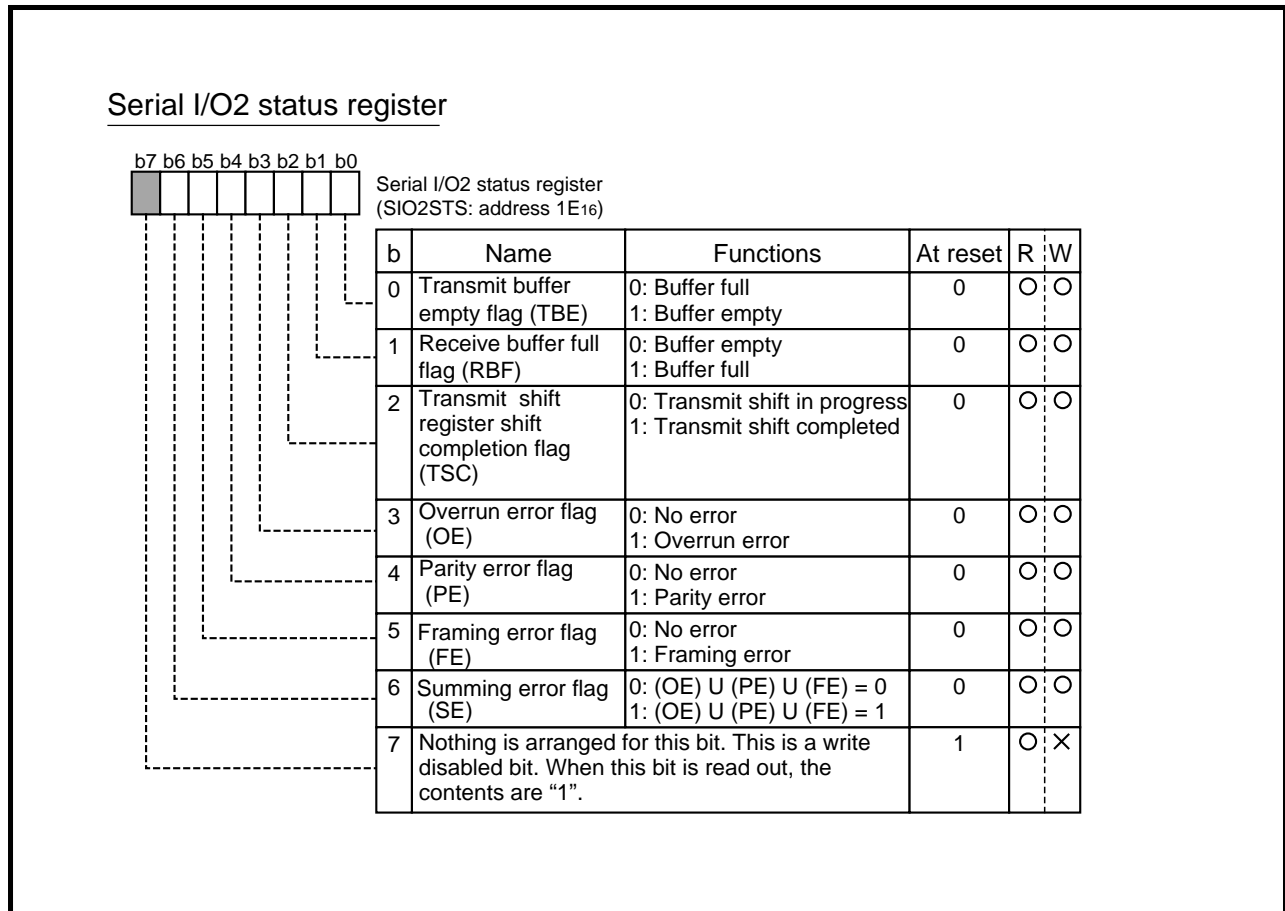 Serial I/O2 status register
b7 b6 b5 b4 b3 b2 b1 b0
Serial I/O2 status register
(SIO2STS: address 1E16)
b Name Functions At reset R W
0 Transmit buffer empty flag (TBE) 0: Buffer full 1: Buffer empty 0 O O
1 Receive buffer full flag (RBF) 0: Buffer empty 1: Buffer full 0 O O
2 Transmit shift register shift completion flag (TSC) 0: Transmit shift in progress 1: Transmit shift completed 0 O O
3 Overrun error flag (OE) 0: No error 1: Overrun error 0 O O
4 Parity error flag (PE) 0: No error 1: Parity error 0 O O
5 Framing error flag (FE) 0: No error 1: Framing error 0 O O
6 Summing error flag (SE) 0: (OE) U (PE) U (FE) = 0 1: (OE) U (PE) U (FE) = 1 0 O O
7 Nothing is arranged for this bit. This is a write disabled bit. When this bit is read out, the contents are “1”. 1 O ×